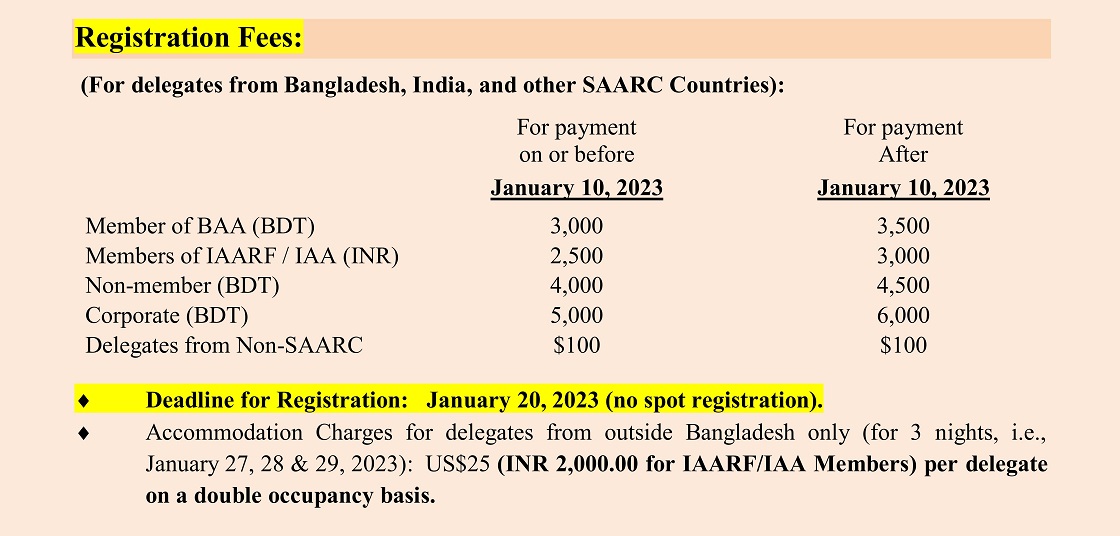 Registration Fees:
(For delegates from Bangladesh, India, and other SAARC Countries):
For payment For payment
on or before After
January 10, 2023 January 10, 2023
Member of BAA (BDT) 3,000 3,500
Members of IAARF / IAA (INR) 2,500 3,000
Non-member (BDT) 4,000 4,500
Corporate (BDT) 5,000 6,000
Delegates from Non-SAARC $100 $100
♦ Deadline for Registration: January 20, 2023 (no spot registration).
♦ Accommodation Charges for delegates from outside Bangladesh only (for 3 nights, i.e.,
January 27, 28 & 29, 2023): US$25 (INR 2,000.00 for IAARF/IAA Members) per delegate
on a double occupancy basis.